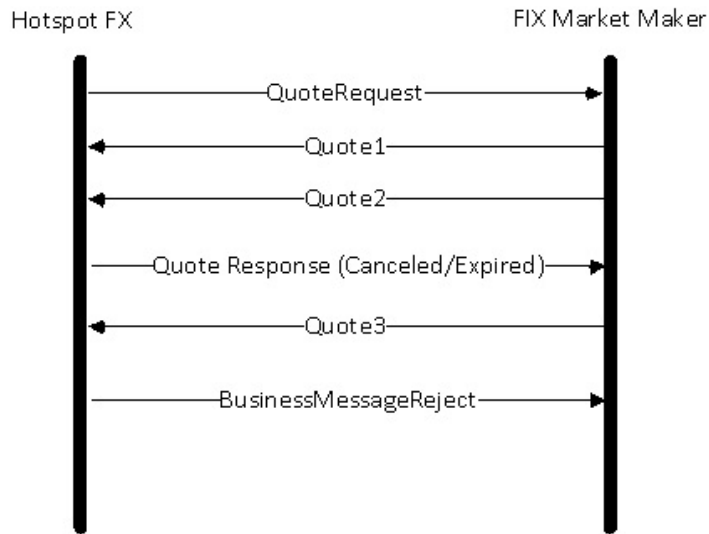 Hotspot FX
FIX Market Maker
QuoteRequest
Quote1
Quote2
Quote Response (Canceled/Expired)
Quote3
BusinessMessageReject